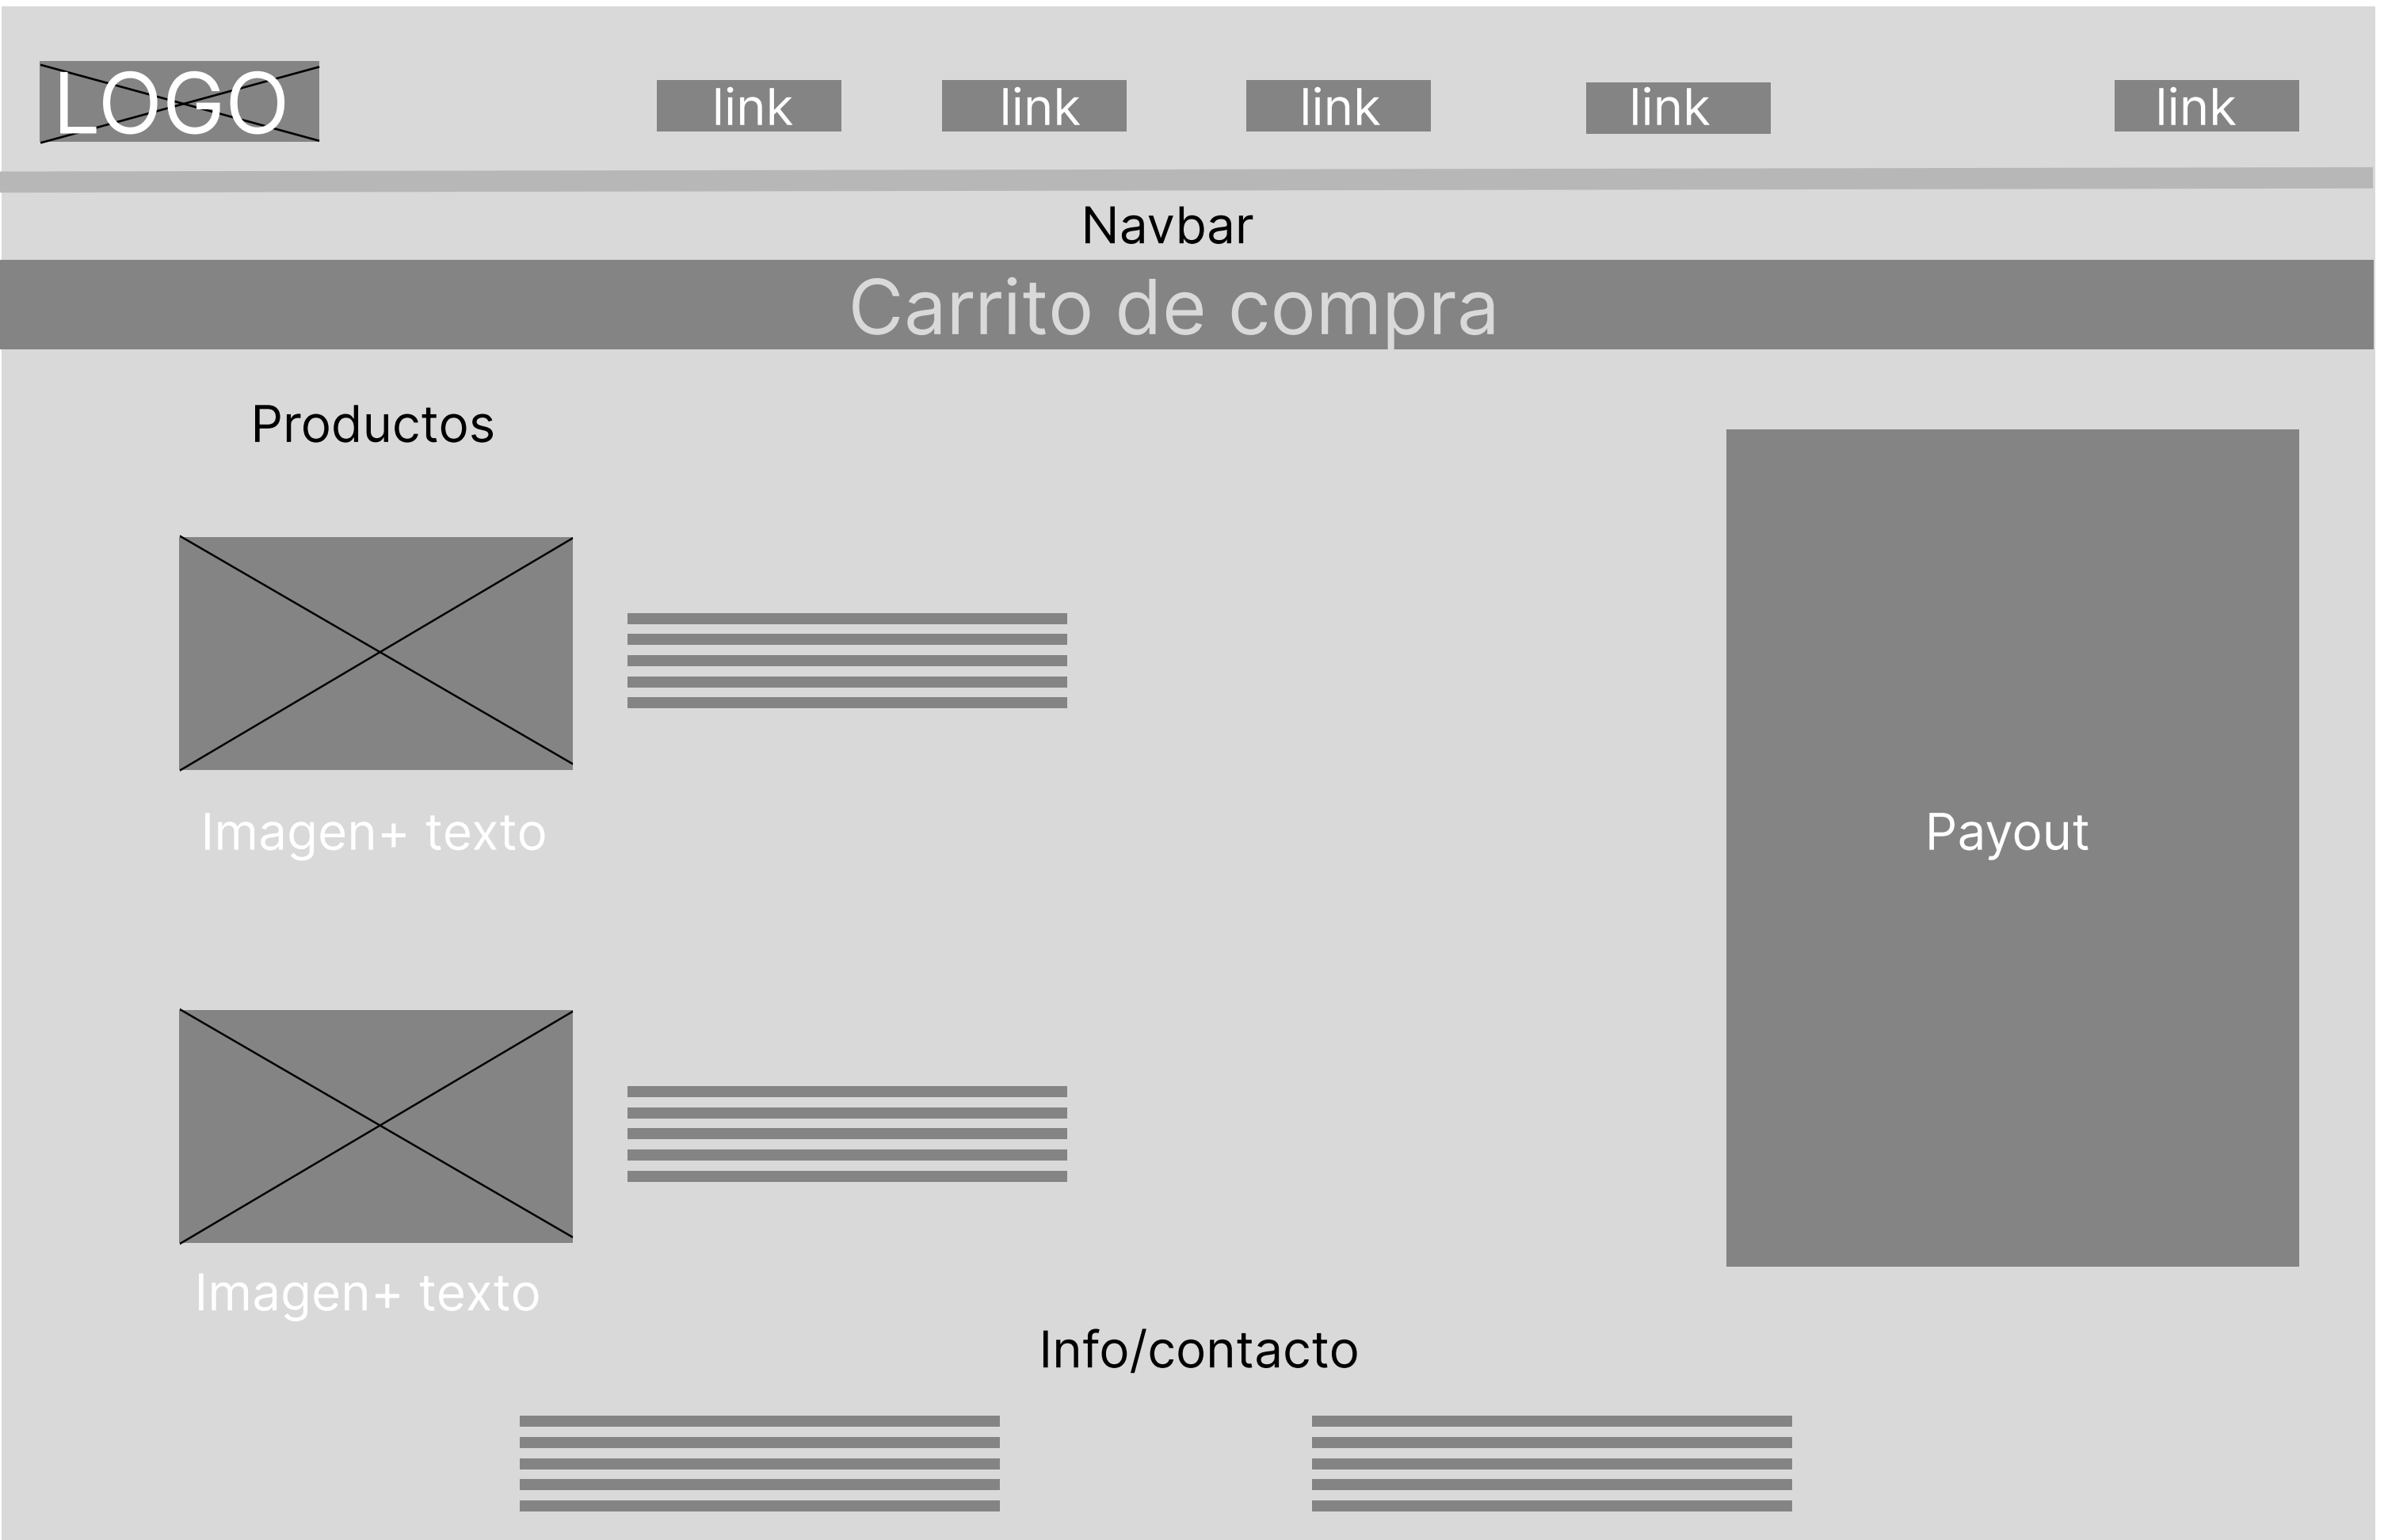 LOGO
link
link
link
link
link
Navbar
Carrito de compra
Productos
Imagen+ texto
Payout
Imagen+ texto
Info/contacto